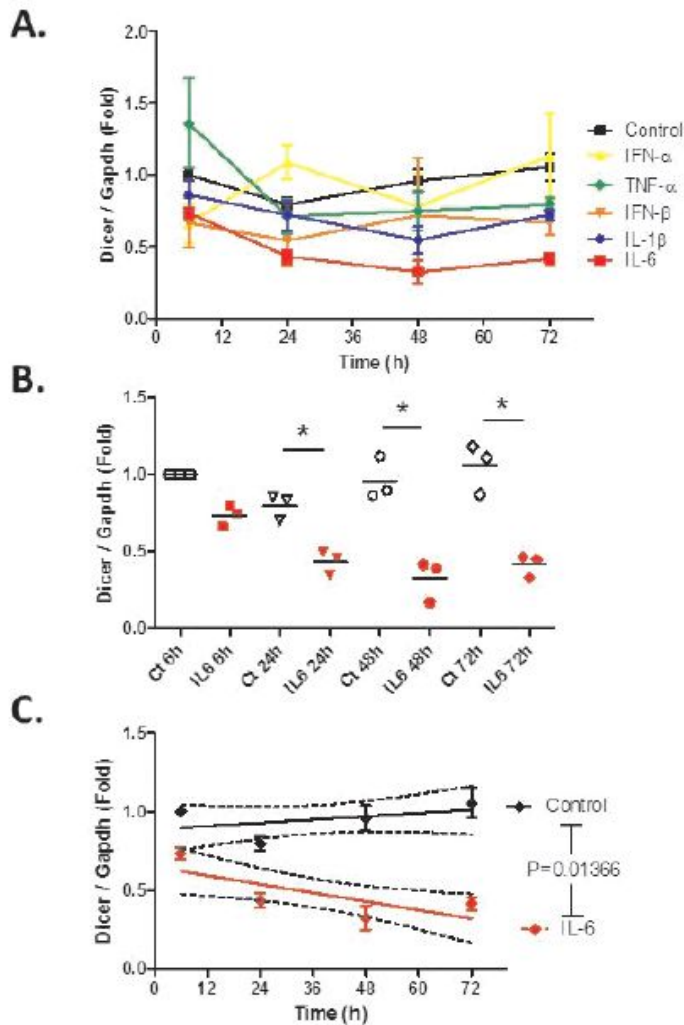 A.
Dicer / Gapdh (Fold)
2.0
1.5
1.0
0.5
0.0
0 12 24 36 48 60 72
Time (h)
Control
IFN-α
TNF-α
IFN-β
IL-1β
IL-6
B.
Dicer / Gapdh (Fold)
1.5
1.0
0.5
0.0
* * *
Ct 6h IL6 6h Ct 24h IL6 24h Ct 48h IL6 48h Ct 72h IL6 72h
C.
Dicer / Gapdh (Fold)
1.5
1.0
0.5
0.0
0 12 24 36 48 60 72
Time (h)
Control
P=0.01366
IL-6